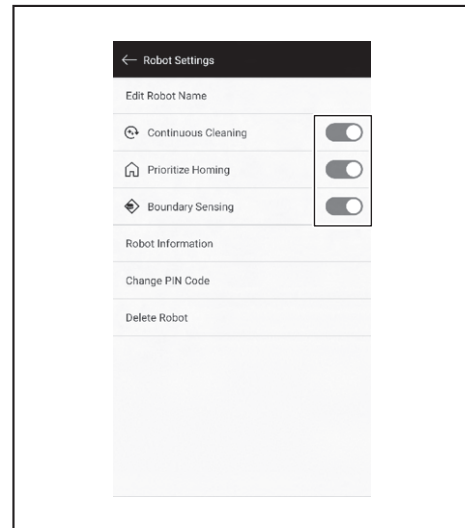 Robot Settings
Edit Robot Name
Continuous Cleaning
Prioritize Homing
Boundary Sensing
Robot Information
Change PIN Code
Delete Robot